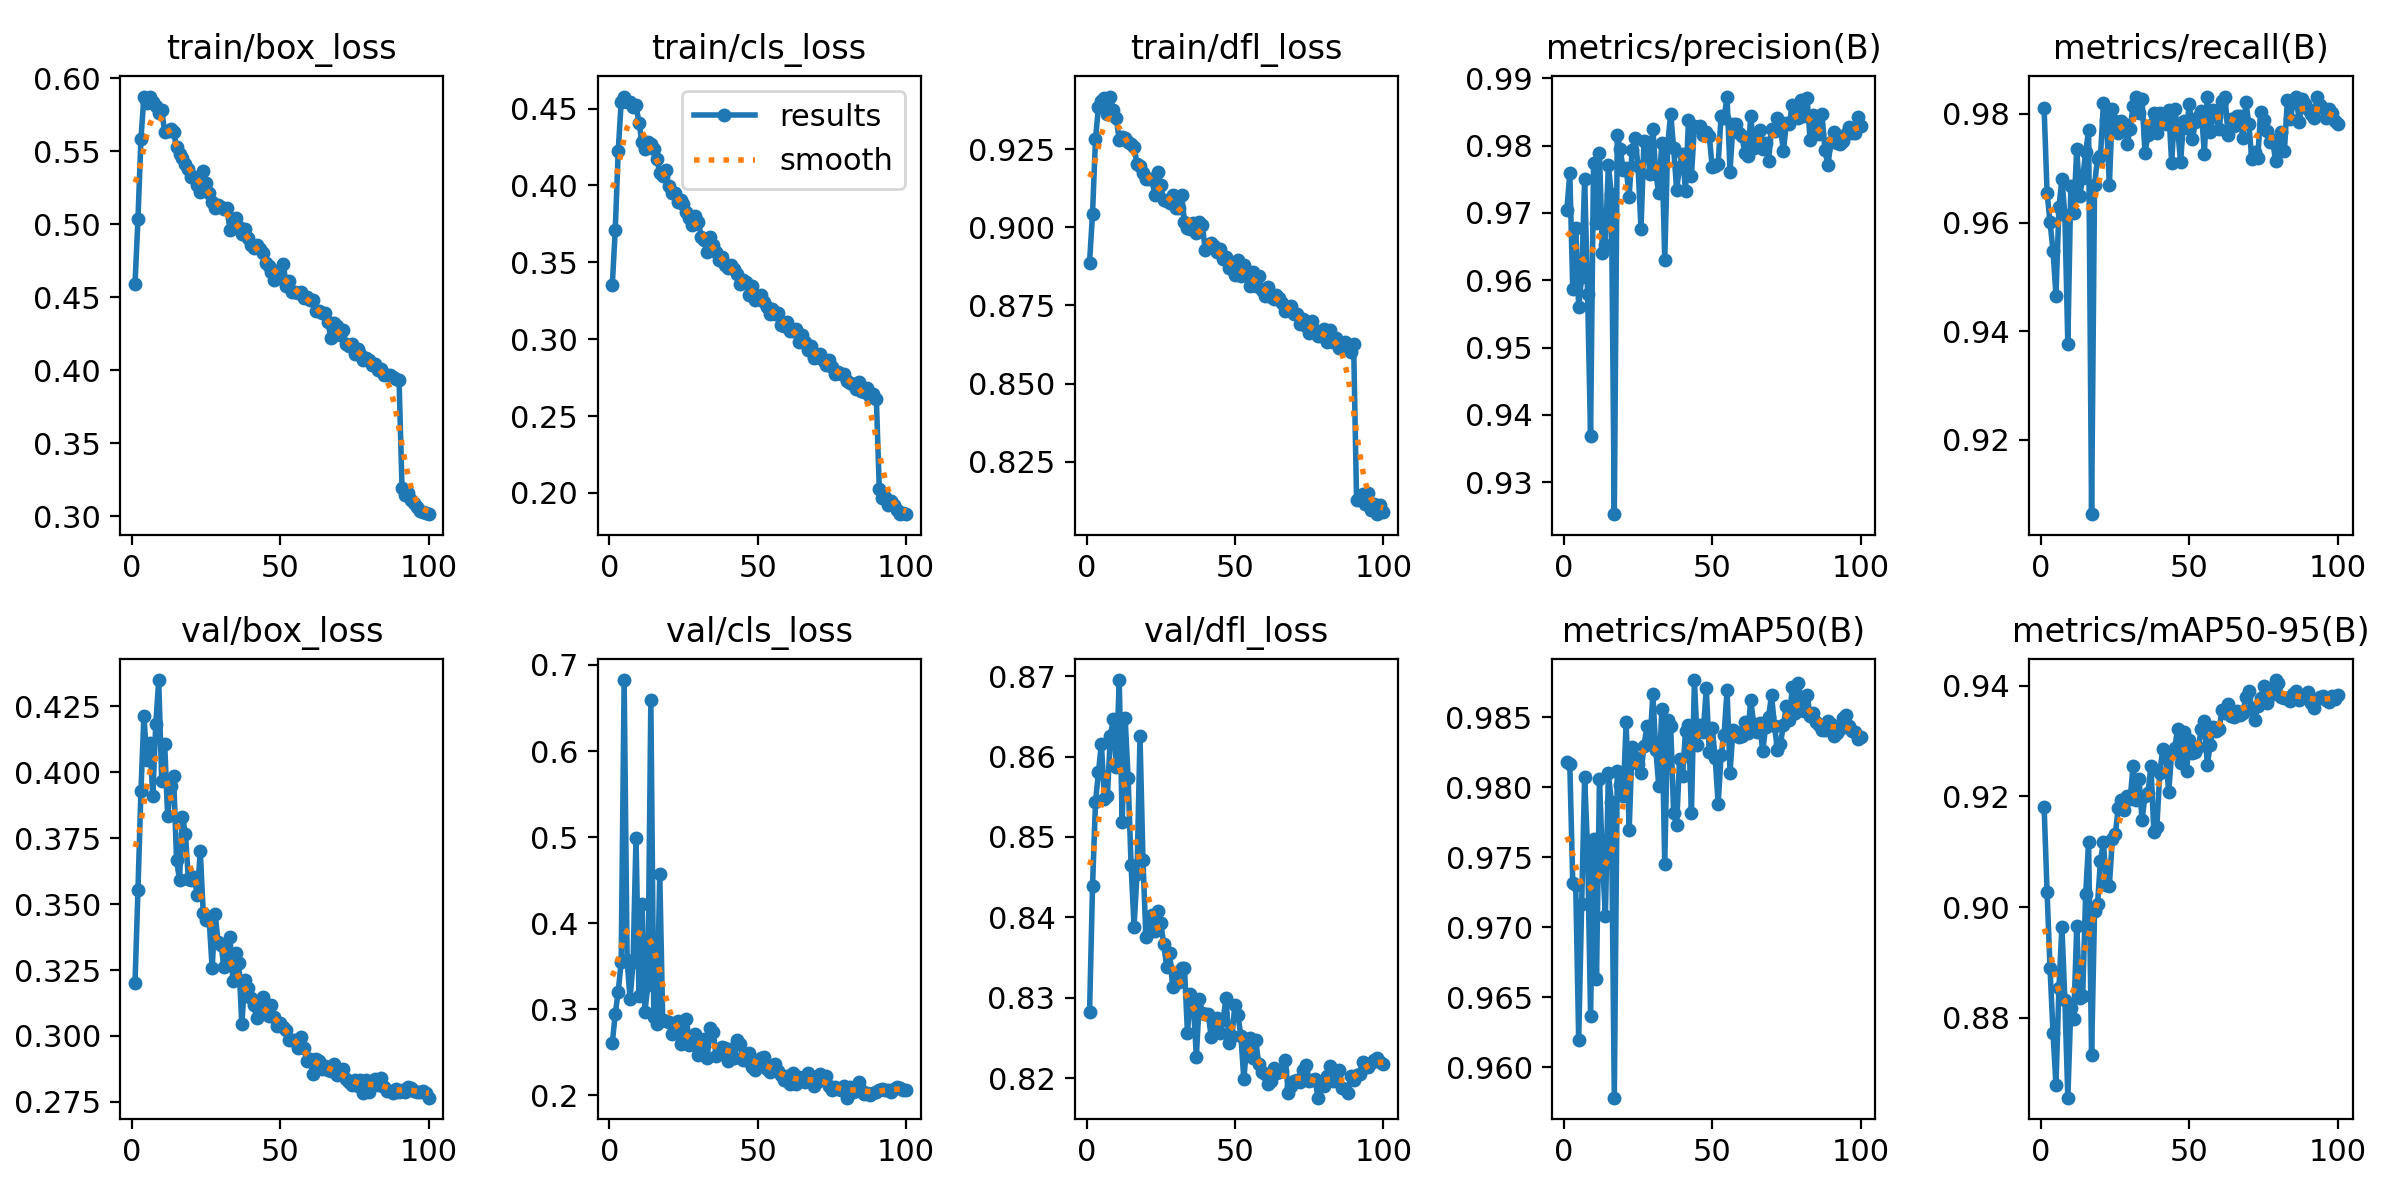 train/box_loss
0.60
0.55
0.50
0.45
0.40
0.35
0.30
0 50 100
train/cls_loss
results
smooth
0.45
0.40
0.35
0.30
0.25
0.20
0 50 100
train/dfl_loss
0.925
0.900
0.875
0.850
0.825
0 50 100
metrics/precision(B)
0.99
0.98
0.97
0.96
0.95
0.94
0.93
0 50 100
metrics/recall(B)
0.98
0.96
0.94
0.92
0 50 100
val/box_loss
0.425
0.400
0.375
0.350
0.325
0.300
0.275
0 50 100
val/cls_loss
0.7
0.6
0.5
0.4
0.3
0.2
0 50 100
val/dfl_loss
0.87
0.86
0.85
0.84
0.83
0.82
0 50 100
metrics/mAP50(B)
0.985
0.980
0.975
0.970
0.965
0.960
0 50 100
metrics/mAP50-95(B)
0.94
0.92
0.90
0.88
0 50 100